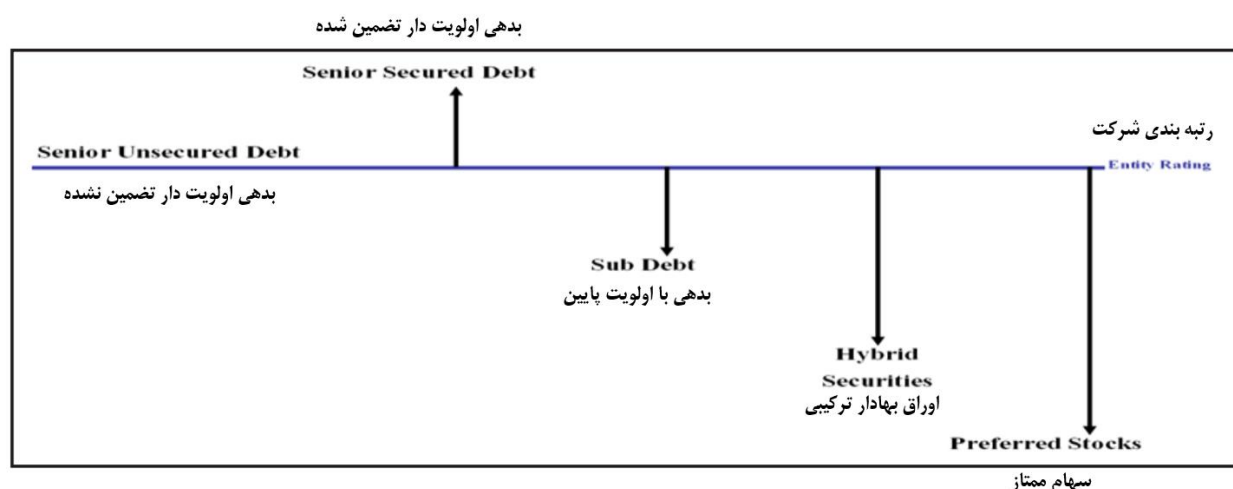 بدهی اولویت دار تضمین شده
Senior Secured Debt
رتبه بندی شرکت
Senior Unsecured Debt
Entity Rating
بدهی اولویت دار تضمین نشده
Sub Debt
بدهی با اولویت پایین
Hybrid
Securities
اوراق بهادار ترکیبی
Preferred Stocks
سهام ممتاز